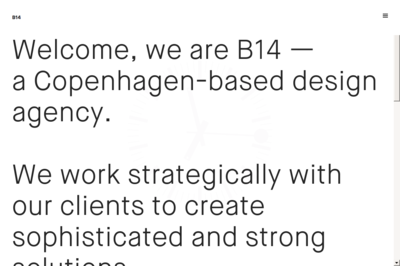 B14
Welcome, we are B14 —
a Copenhagen-based design
agency.
We work strategically with
our clients to create
sophisticated and strong
solutions